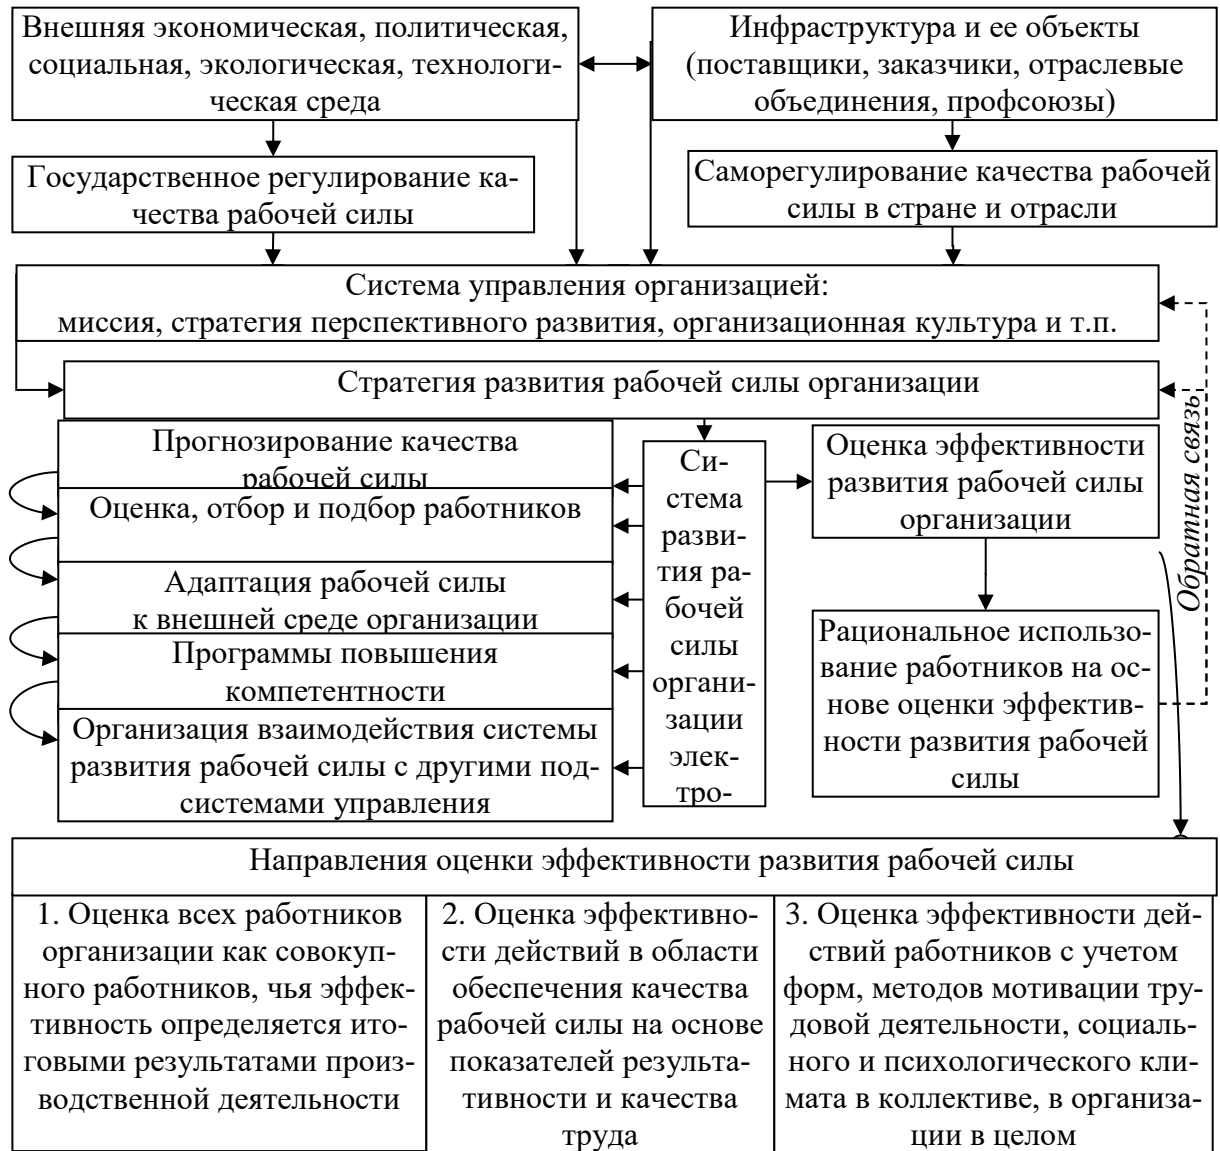 Внешняя экономическая, политическая,
социальная, экологическая, технологи-
ческая среда
Инфраструктура и ее объекты
(поставщики, заказчики, отраслевые
объединения, профсоюзы)
Государственное регулирование ка-
чества рабочей силы
Саморегулирование качества рабочей
силы в стране и отрасли
Система управления организацией:
миссия, стратегия перспективного развития, организационная культура и т.п.
Стратегия развития рабочей силы организации
Прогнозирование качества
рабочей силы
Оценка, отбор и подбор работников
Адаптация рабочей силы
к внешней среде организации
Программы повышения
компетентности
Организация взаимодействия системы
развития рабочей силы с другими под-
системами управления
Си-
стема
разви-
тия ра-
бочей
силы
органи-
зации
элек-
тро-
Оценка эффективности
развития рабочей силы
организации
Рациональное использо-
вание работников на ос-
нове оценки эффектив-
ности развития рабочей
силы
Обратная связь
Направления оценки эффективности развития рабочей силы
1. Оценка всех работников
организации как совокуп-
ного работников, чья эффек-
тивность определяется ито-
говыми результатами произ-
водственной деятельности
2. Оценка эффективно-
сти действий в области
обеспечения качества
рабочей силы на основе
показателей результа-
тивности и качества
труда
3. Оценка эффективности дей-
ствий работников с учетом
форм, методов мотивации тру-
довой деятельности, социаль-
ного и психологического кли-
мата в коллективе, в организа-
ции в целом